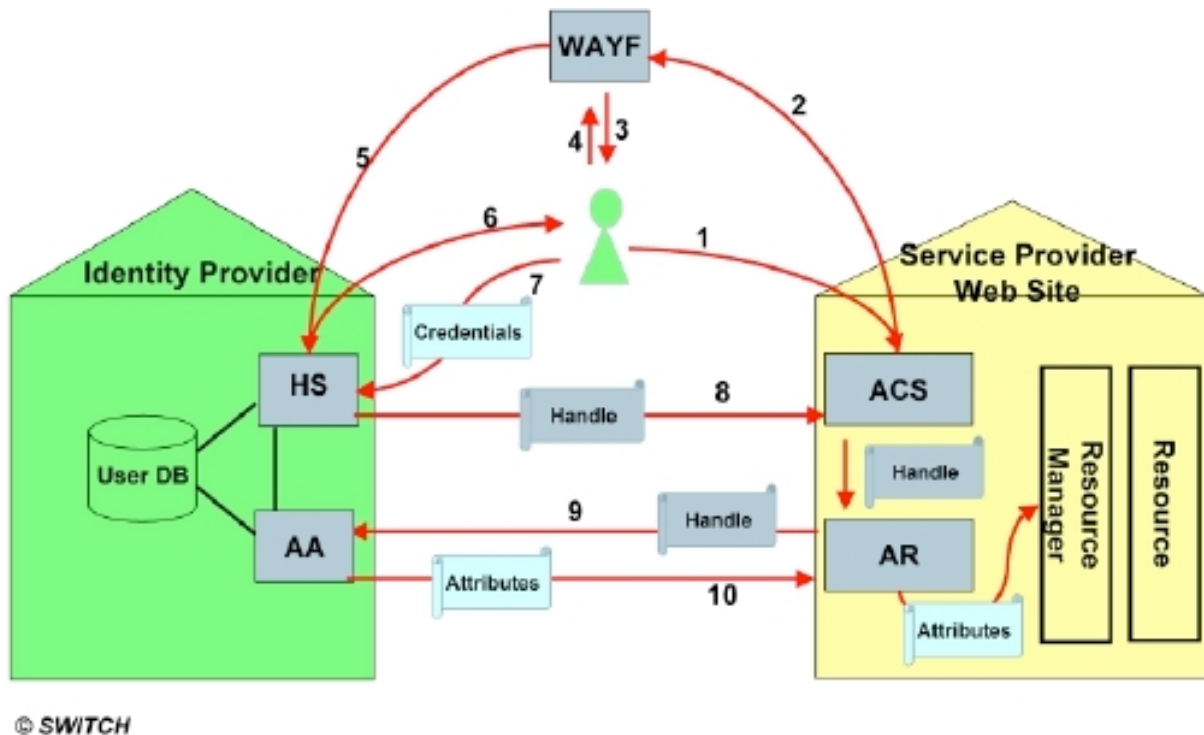 WAYF
2
4
3
5
6
1
Identity Provider
Service Provider
Web Site
7
Credentials
HS
8
ACS
Handle
User DB
Handle
Resource
Manager
Resource
9
Handle
AA
AR
Attributes
10
Attributes
© SWITCH